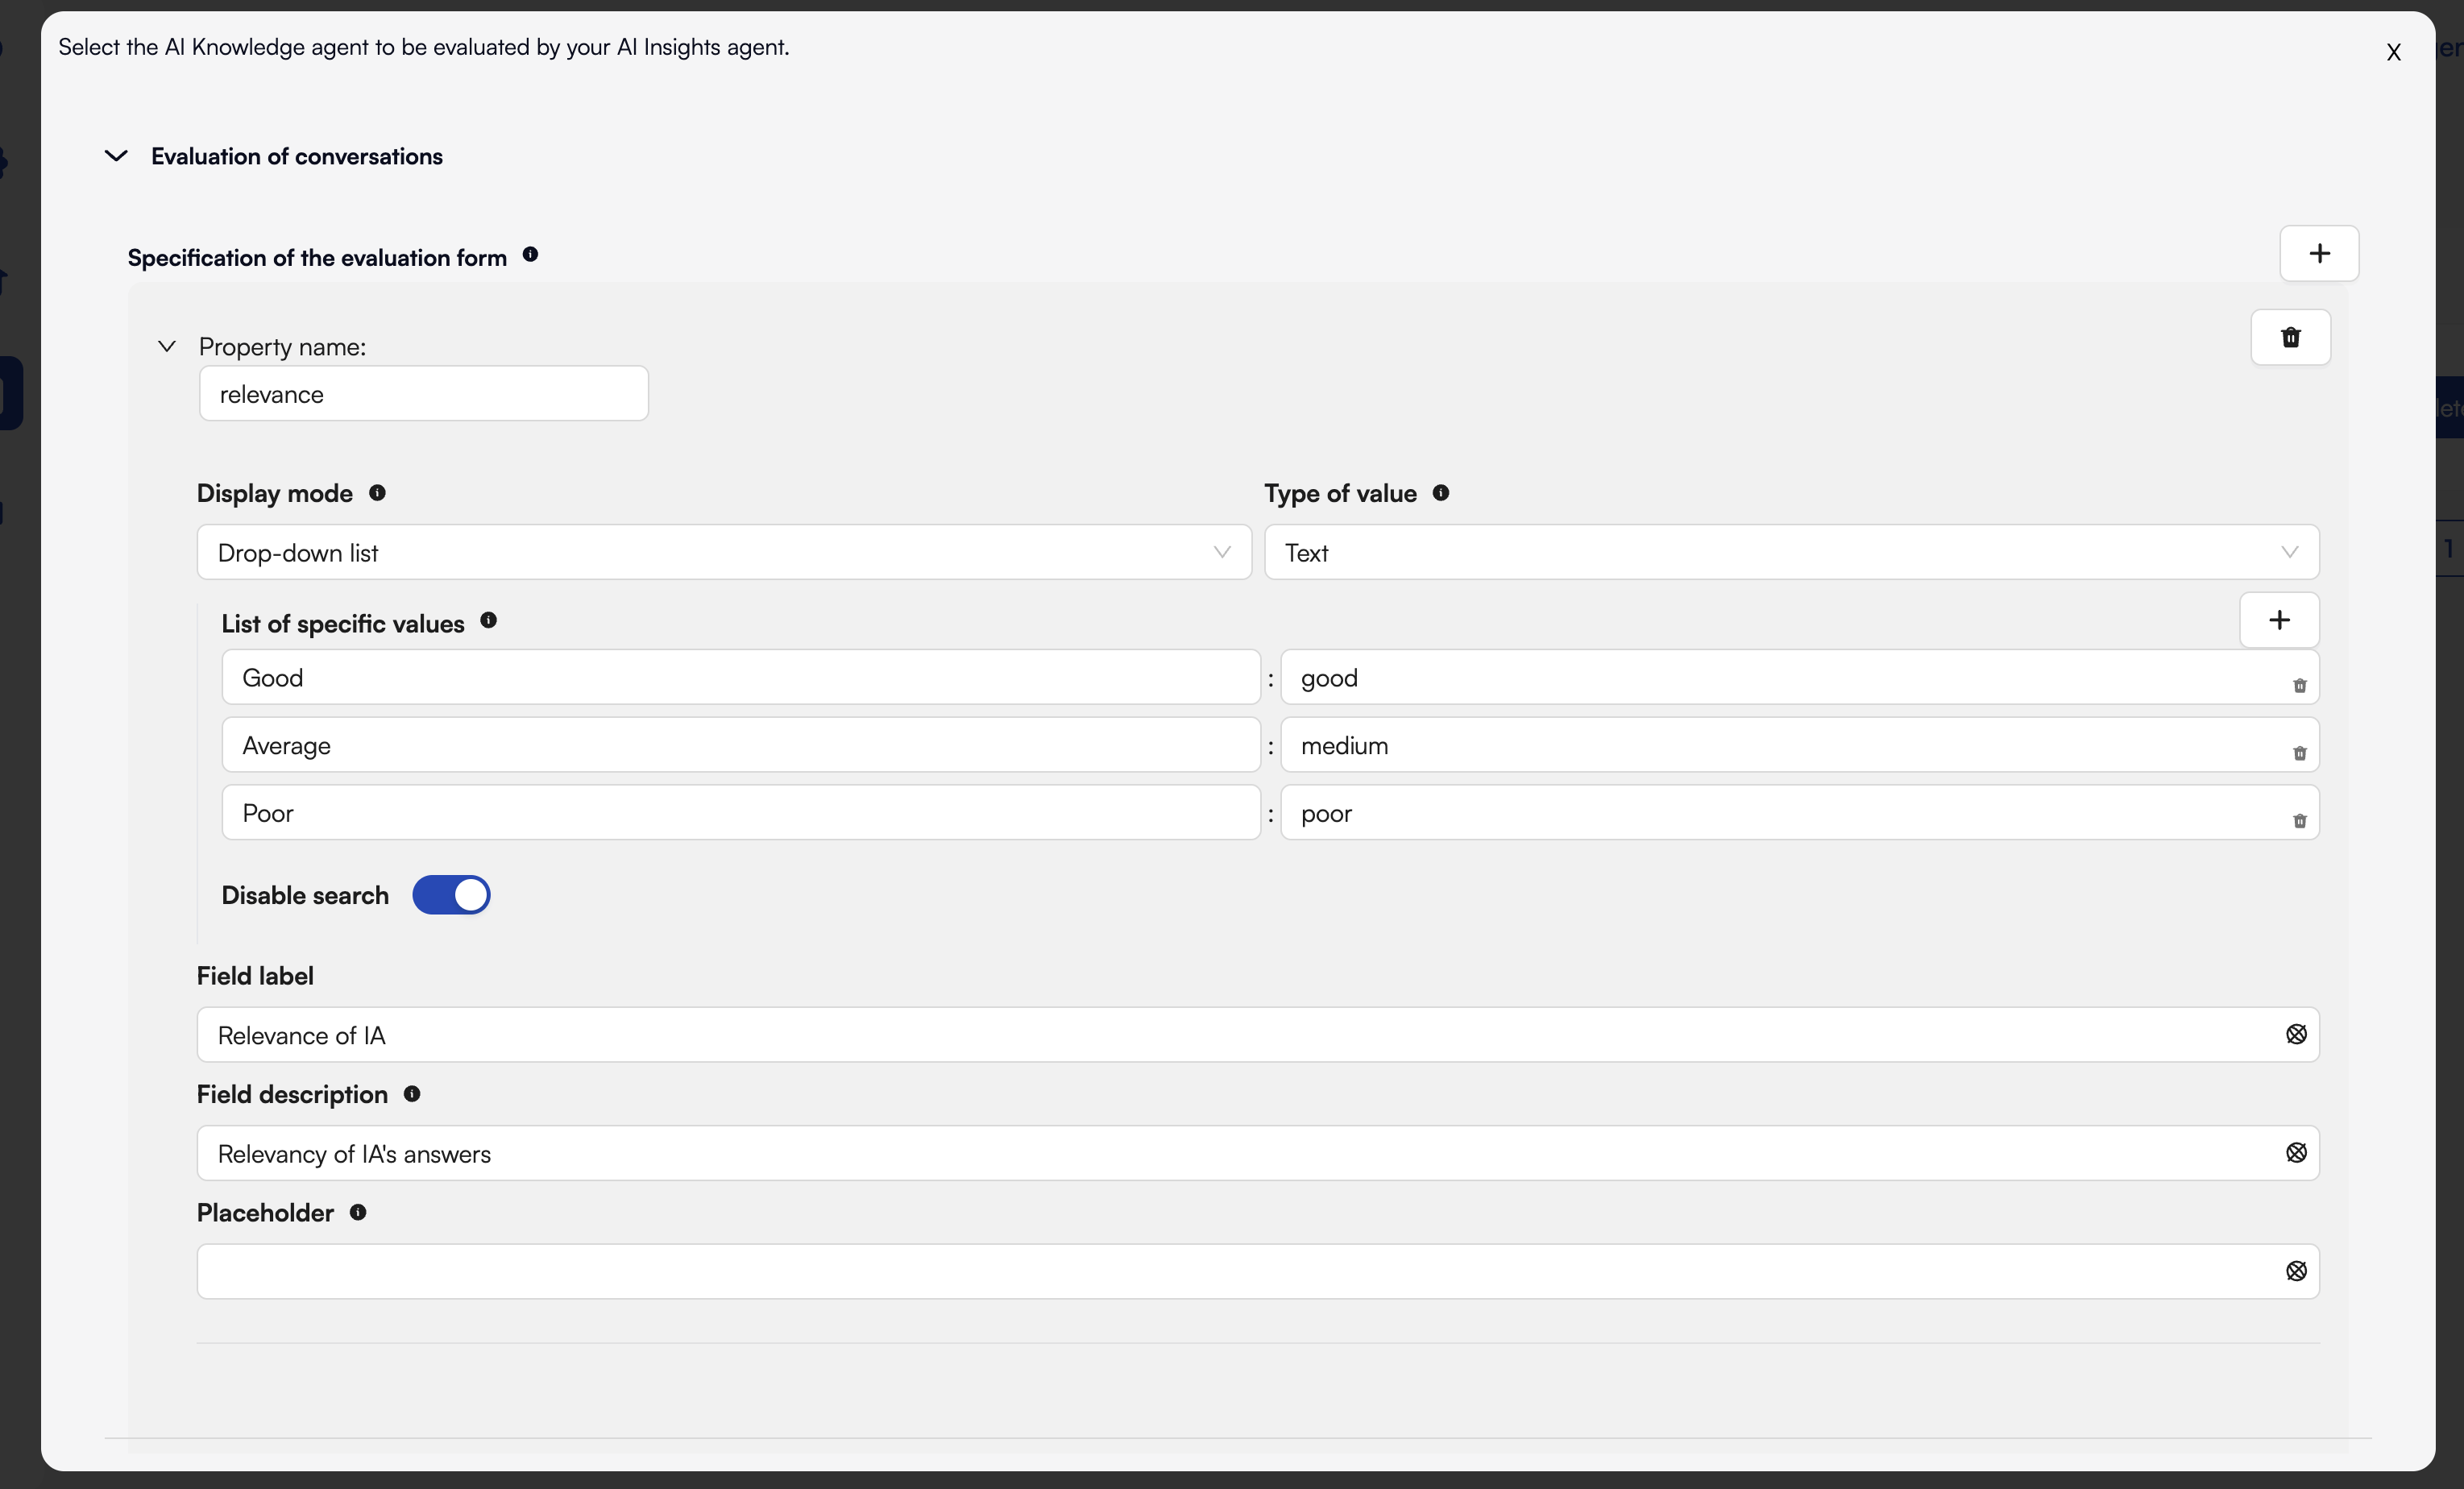 Select the AI Knowledge agent to be evaluated by your AI Insights agent.
X
Evaluation of conversations
Specification of the evaluation form
Property name:
relevance
Display mode
Type of value
Drop-down list
Text
List of specific values
Good : good
Average : medium
Poor : poor
Disable search
Field label
Relevance of IA
Field description
Relevancy of IA's answers
Placeholder
1